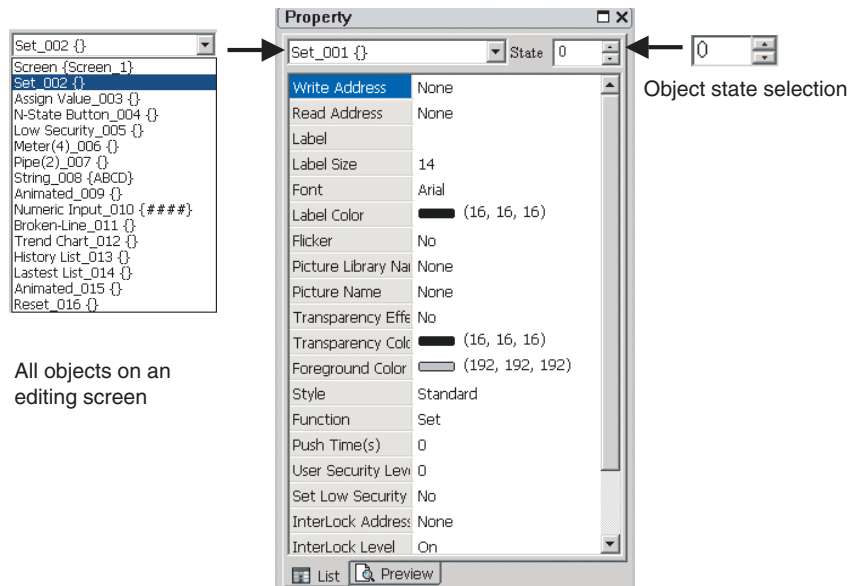 Set_002 {}
Screen {Screen_1}
Set_002 {}
Assign Value_003 {}
N-State Button_004 {}
Low Security_005 {}
Meter(4)_006 {}
Pipe(2)_007 {}
String_008 {ABCD}
Animated_009 {}
Numeric Input_010 {####}
Broken-Line_011 {}
Trend Chart_012 {}
History List_013 {}
Lastest List_014 {}
Animated_015 {}
Reset_016 {}
All objects on an
editing screen
Property
Set_001 {} State 0
Write Address None
Read Address None
Label
Label Size 14
Font Arial
Label Color (16, 16, 16)
Flicker No
Picture Library Nai None
Picture Name None
Transparency Effe No
Transparency Colc (16, 16, 16)
Foreground Color (192, 192, 192)
Style Standard
Function Set
Push Time(s) 0
User Security Leve 0
Set Low Security No
InterLock Address None
InterLock Level On
List Preview
0
Object state selection